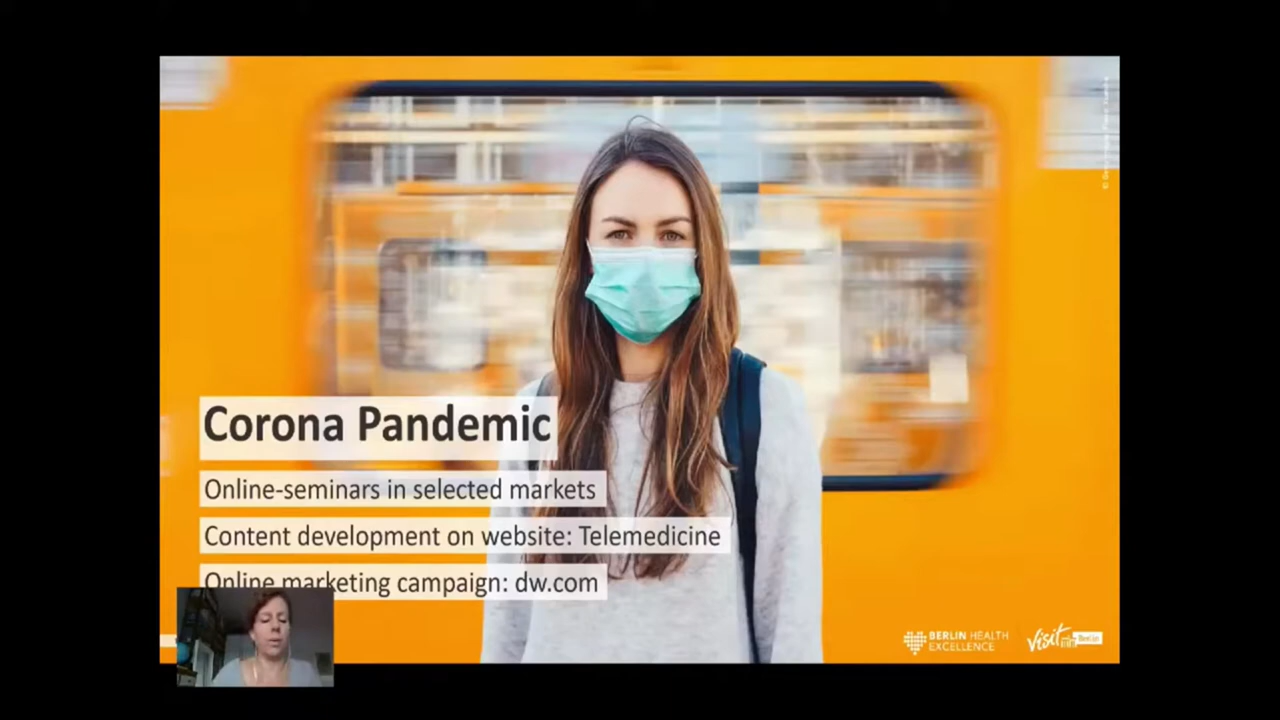 Corona Pandemic
Online-seminars in selected markets
Content development on website: Telemedicine
Online marketing campaign: dw.com
BERLIN HEALTH
EXCELLENCE
visit Berlin